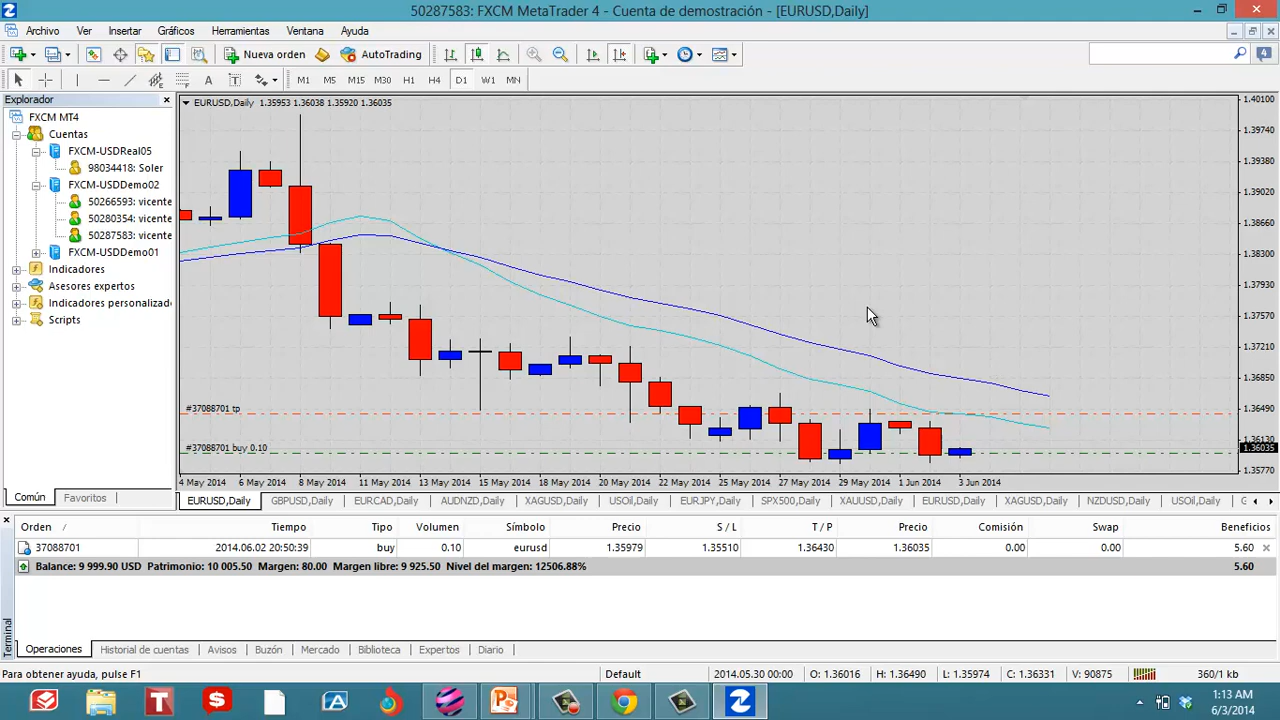 50287583: FXCM MetaTrader 4 - Cuenta de demostración - [EURUSD,Daily]
Archivo Ver Insertar Gráficos Herramientas Ventana Ayuda
Nueva orden AutoTrading 4
A T M1 M5 M15 M30 H1 H4 D1 W1 MN
Explorador
FXCM MT4
Cuentas
FXCM-USDReal05
98034418: Soler
FXCM-USDDemo02
50266593: vicente
50280354: vicente
50287583: vicente
FXCM-USDDemo01
Indicadores
Asesores expertos
Indicadores personalizado
Scripts
Común Favoritos
EURUSD,Daily 1.35953 1.36038 1.35920 1.36035
1.40100
1.39740
1.39380
1.39020
1.38660
1.38300
1.37930
1.37570
1.37210
1.36850
1.36490
1.36130
1.36035
1.35770
#37088701 tp
#37088701 buy 0.10
4 May 2014 6 May 2014 8 May 2014 11 May 2014 13 May 2014 15 May 2014 18 May 2014 20 May 2014 22 May 2014 25 May 2014 27 May 2014 29 May 2014 1 Jun 2014 3 Jun 2014
EURUSD,Daily GBPUSD,Daily EURCAD,Daily AUDNZD,Daily XAGUSD,Daily USOil,Daily EURJPY,Daily SPX500,Daily XAUUSD,Daily EURUSD,Daily XAGUSD,Daily NZDUSD,Daily USOil,Daily G
Orden / Tiempo Tipo Volumen Símbolo Precio S / L T / P Precio Comisión Swap Beneficios
37088701 2014.06.02 20:50:39 buy 0.10 eurusd 1.35979 1.35510 1.36430 1.36035 0.00 0.00 5.60
Balance: 9 999.90 USD Patrimonio: 10 005.50 Margen: 80.00 Margen libre: 9 925.50 Nivel del margen: 12506.88% 5.60
Terminal
Operaciones Historial de cuentas Avisos Buzón Mercado Biblioteca Expertos Diario
Para obtener ayuda, pulse F1 Default 2014.05.30 00:00 O: 1.36016 H: 1.36490 L: 1.35974 C: 1.36331 V: 90875 360/1 kb
1:13 AM
6/3/2014